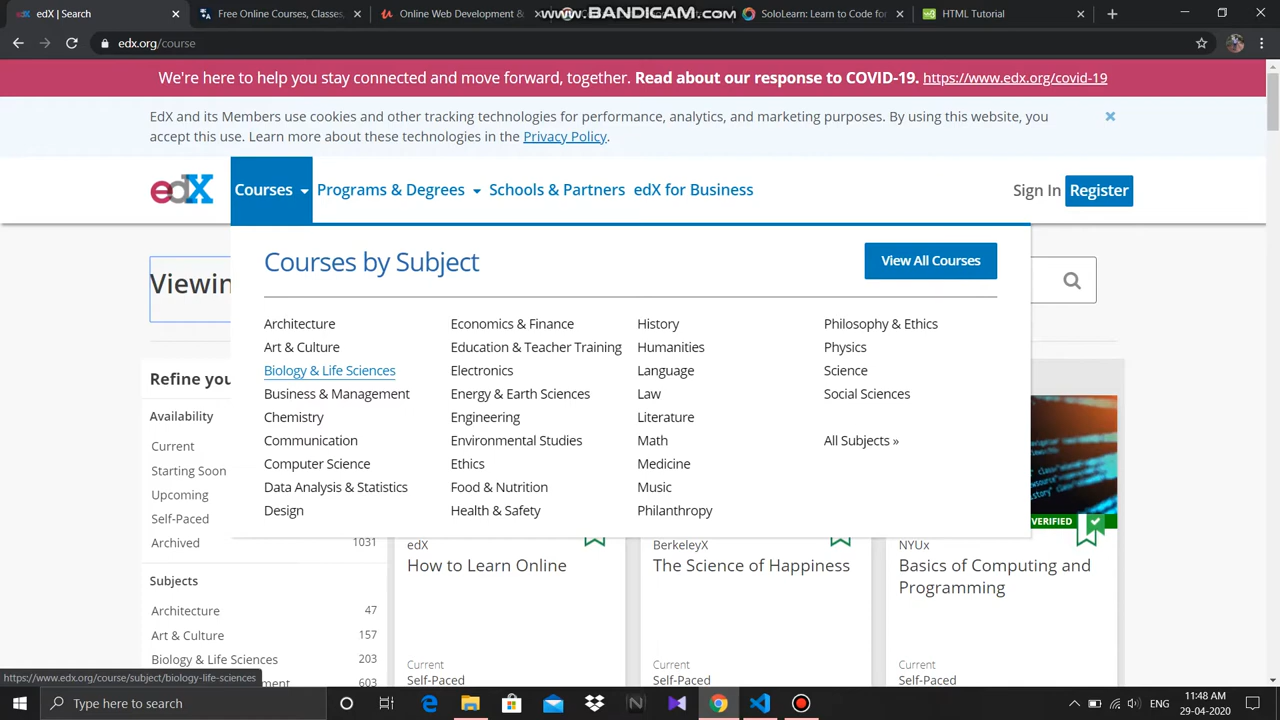 edX | Search
Free Online Courses, Classes,
Online Web Development &
www.BANDICAM.com
SoloLearn: Learn to Code for
HTML Tutorial
edx.org/course
We're here to help you stay connected and move forward, together. Read about our response to COVID-19. https://www.edx.org/covid-19
EdX and its Members use cookies and other tracking technologies for performance, analytics, and marketing purposes. By using this website, you
accept this use. Learn more about these technologies in the Privacy Policy.
edX
Courses
Programs & Degrees
Schools & Partners
edX for Business
Sign In
Register
Courses by Subject
View All Courses
Architecture
Art & Culture
Biology & Life Sciences
Business & Management
Chemistry
Communication
Computer Science
Data Analysis & Statistics
Design
Economics & Finance
Education & Teacher Training
Electronics
Energy & Earth Sciences
Engineering
Environmental Studies
Ethics
Food & Nutrition
Health & Safety
History
Humanities
Language
Law
Literature
Math
Medicine
Music
Philanthropy
Philosophy & Ethics
Physics
Science
Social Sciences
All Subjects »
Viewin
Refine you
Availability
Current
Starting Soon
Upcoming
Self-Paced
Archived 1031
Subjects
Architecture 47
Art & Culture 157
Biology & Life Sciences 203
ment 603
edX
How to Learn Online
Current
Self-Paced
BerkeleyX
The Science of Happiness
Current
Self-Paced
VERIFIED
NYUx
Basics of Computing and
Programming
Current
Self-Paced
https://www.edx.org/course/subject/biology-life-sciences
Type here to search
ENG
11:48 AM
29-04-2020